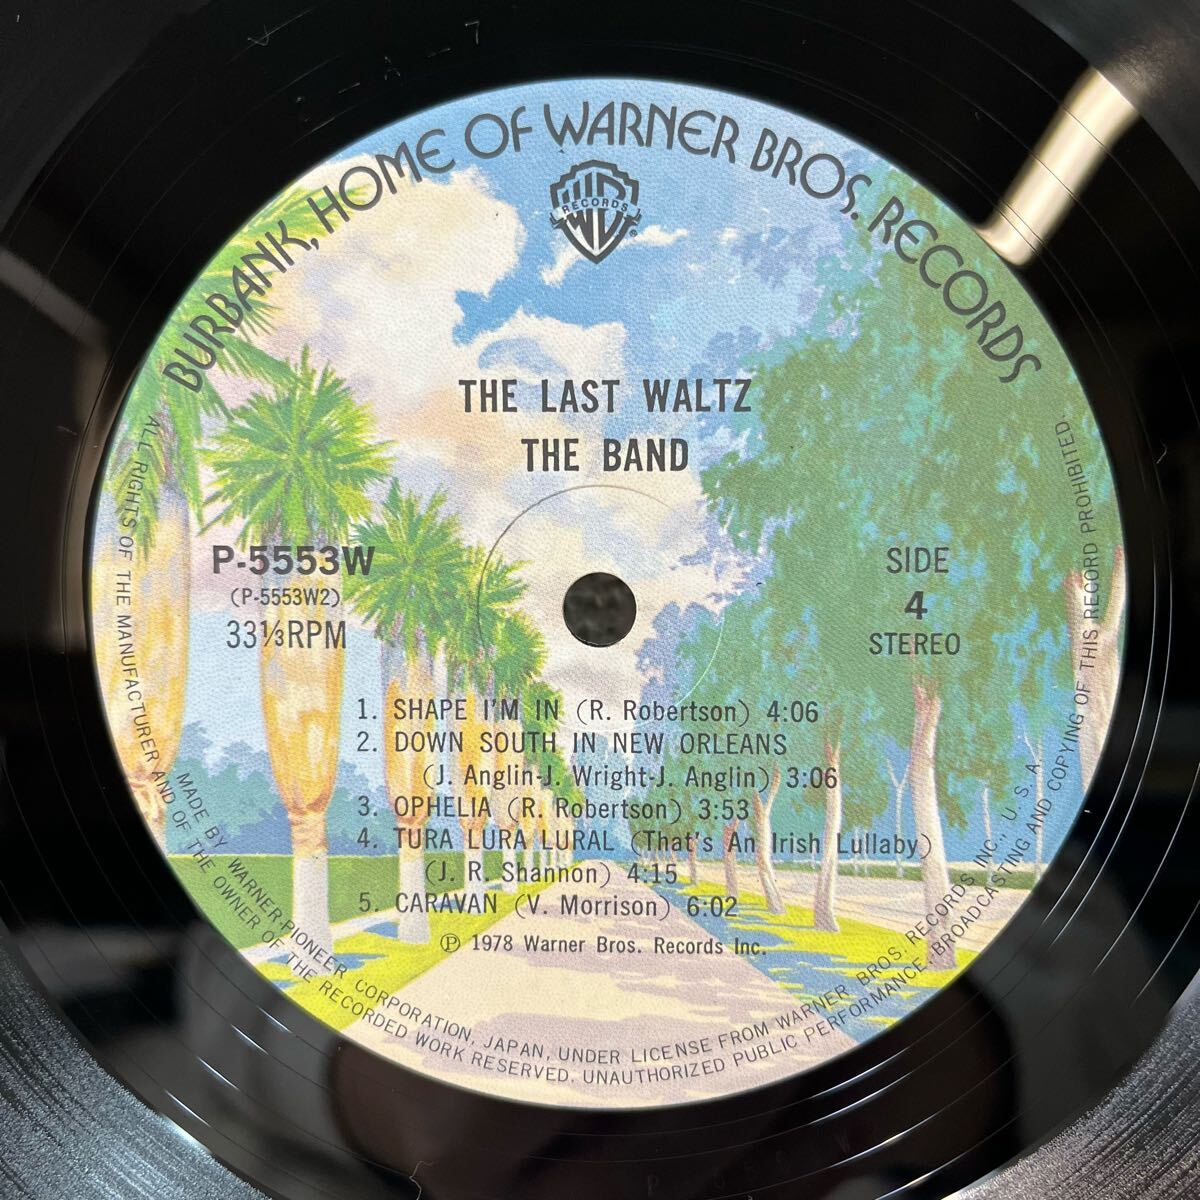 BURBANK, HOME OF WARNER BROS. RECORDS
WB
RECORDS
®
THE LAST WALTZ
THE BAND
P-5553W
(P-5553W2)
33⅓RPM
SIDE
4
STEREO
1. SHAPE I'M IN (R. Robertson) 4:06
2. DOWN SOUTH IN NEW ORLEANS
(J. Anglin-J. Wright-J. Anglin) 3:06
3. OPHELIA (R. Robertson) 3:53
4. TURA LURA LURAL (That's An Irish Lullaby)
(J. R. Shannon) 4:15
5. CARAVAN (V. Morrison) 6:02
Ⓟ 1978 Warner Bros. Records Inc.
MADE BY WARNER-PIONEER CORPORATION, JAPAN, UNDER LICENSE FROM WARNER BROS. RECORDS INC., U. S. A.
ALL RIGHTS OF THE MANUFACTURER AND OF THE OWNER OF THE RECORDED WORK RESERVED. UNAUTHORIZED PUBLIC PERFORMANCE, BROADCASTING AND COPYING OF THIS RECORD PROHIBITED.